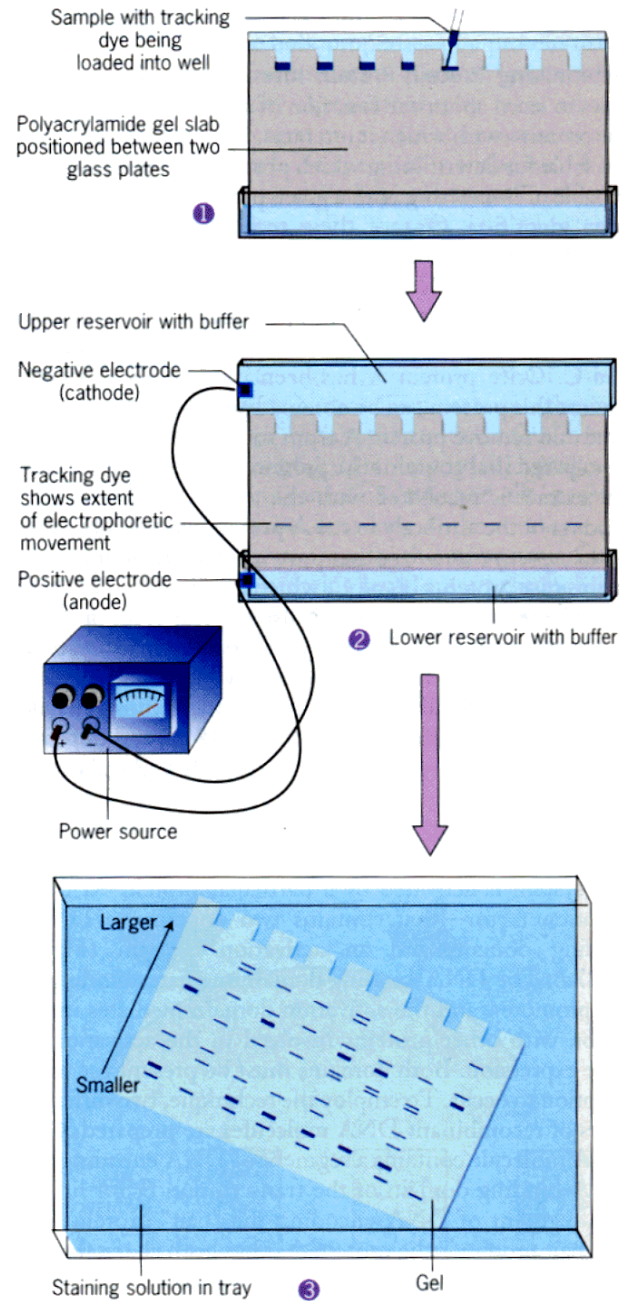 Sample with tracking
dye being
loaded into well
Polyacrylamide gel slab
positioned between two
glass plates
1
Upper reservoir with buffer
Negative electrode
(cathode)
Tracking dye
shows extent
of electrophoretic
movement
Positive electrode
(anode)
2 Lower reservoir with buffer
+ −
Power source
Larger
Smaller
Staining solution in tray
3
Gel